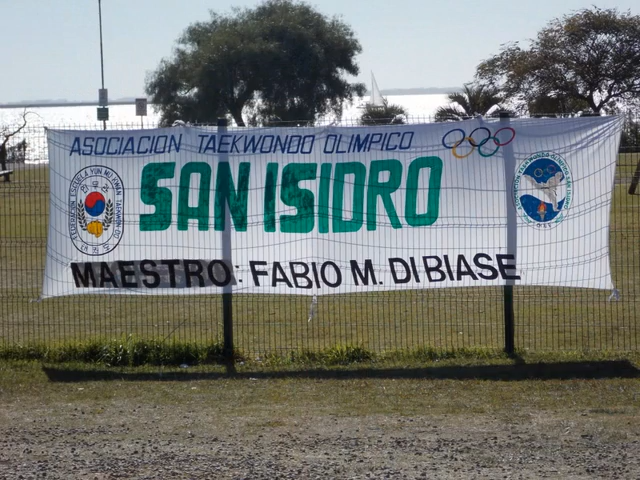 ASOCIACION TAEKWONDO OLIMPICO
SAN ISIDRO
MAESTRO: FABIO M. DI BIASE